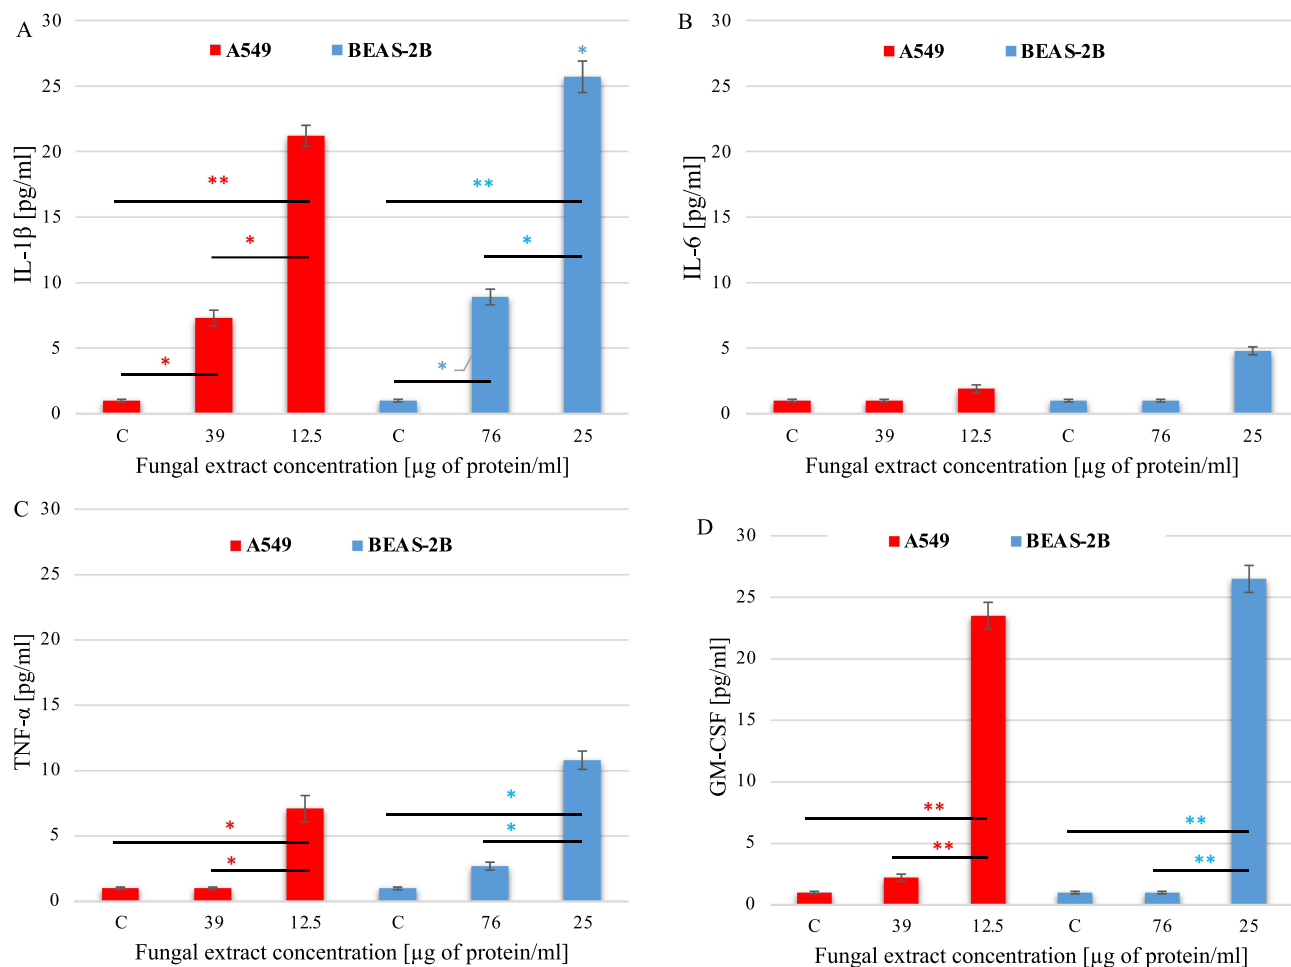 A
30
25
20
15
10
5
0
IL-1β [pg/ml]
A549 BEAS-2B
*
** **
* *
* *
C 39 12.5 C 76 25
Fungal extract concentration [µg of protein/ml]
B
30
25
20
15
10
5
0
IL-6 [pg/ml]
A549 BEAS-2B
C 39 12.5 C 76 25
Fungal extract concentration [µg of protein/ml]
C
30
25
20
15
10
5
0
TNF-α [pg/ml]
A549 BEAS-2B
* *
* *
C 39 12.5 C 76 25
Fungal extract concentration [µg of protein/ml]
D
30
25
20
15
10
5
0
GM-CSF [pg/ml]
A549 BEAS-2B
** **
** **
C 39 12.5 C 76 25
Fungal extract concentration [µg of protein/ml]